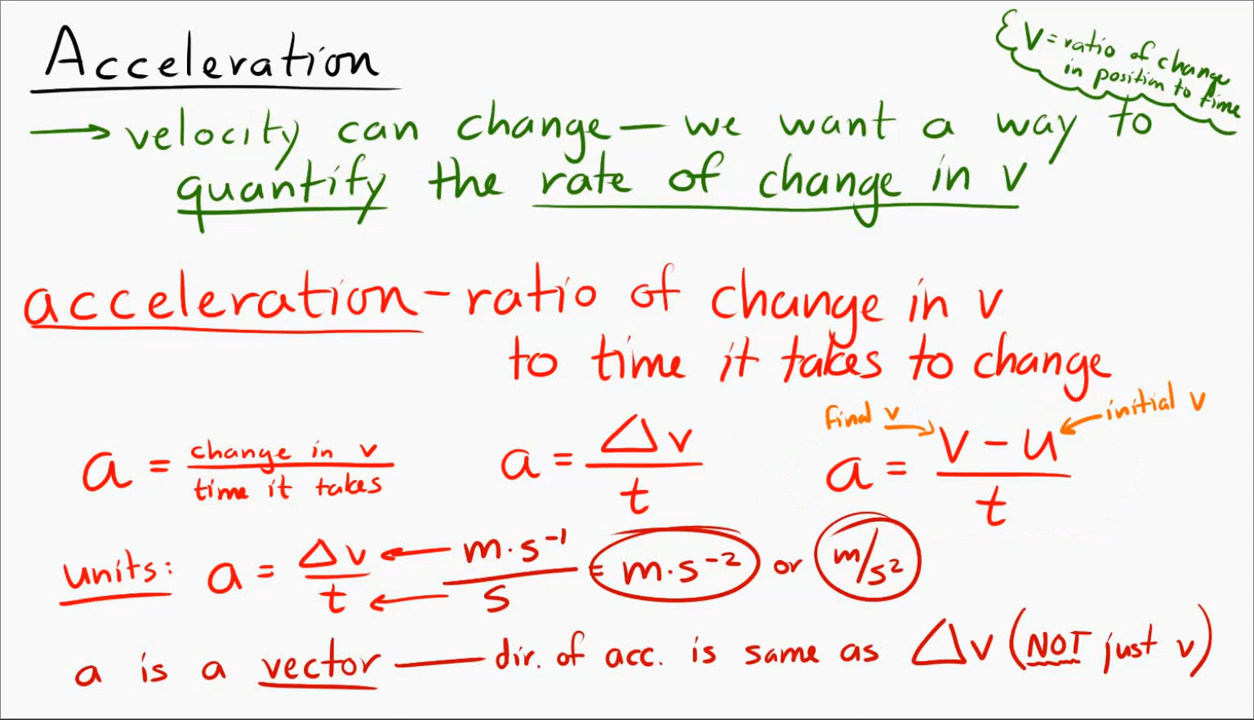 Acceleration
{ v = ratio of change
in position to time
→ velocity can change — we want a way to
quantify the rate of change in v
acceleration - ratio of change in v
to time it takes to change
final v → initial v
a = change in v / time it takes
a = Δv / t
a = v - u / t
units: a = Δv / t ← m·s⁻¹ / s = m·s⁻² or m/s²
a is a vector — dir. of acc. is same as Δv (NOT just v)